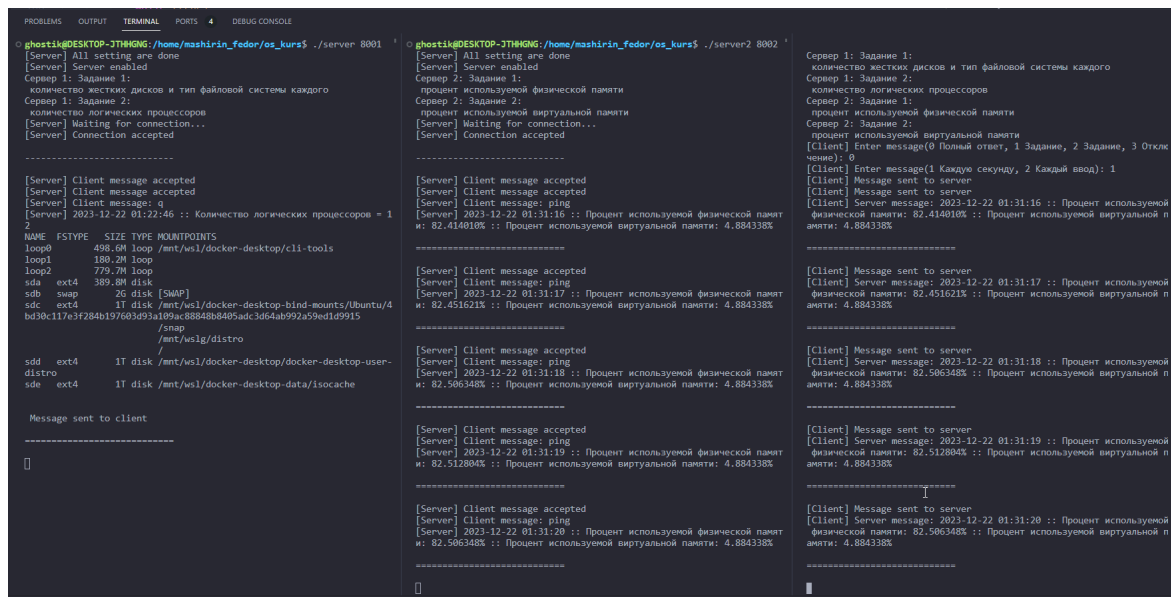 PROBLEMS OUTPUT TERMINAL PORTS 4 DEBUG CONSOLE
ghostik@DESKTOP-JTHHGNG:/home/mashirin_fedor/os_kurs$ ./server 8001
[Server] All setting are done
[Server] Server enabled
Сервер 1: Задание 1:
количество жестких дисков и тип файловой системы каждого
Сервер 1: Задание 2:
количество логических процессоров
[Server] Waiting for connection...
[Server] Connection accepted
----------------------------
[Server] Client message accepted
[Server] Client message accepted
[Server] Client message: q
[Server] 2023-12-22 01:22:46 :: Количество логических процессоров = 1
2
NAME FSTYPE SIZE TYPE MOUNTPOINTS
loop0 498.6M loop /mnt/wsl/docker-desktop/cli-tools
loop1 180.2M loop
loop2 779.7M loop
sda ext4 389.8M disk
sdb swap 2G disk [SWAP]
sdc ext4 1T disk /mnt/wsl/docker-desktop-bind-mounts/Ubuntu/4
bd30c117e3f284b197603d93a109ac88848b8405adc3d64ab992a59ed1d9915
/snap
/mnt/wslg/distro
/
sdd ext4 1T disk /mnt/wsl/docker-desktop/docker-desktop-user-
distro
sde ext4 1T disk /mnt/wsl/docker-desktop-data/isocache
Message sent to client
============================
ghostik@DESKTOP-JTHHGNG:/home/mashirin_fedor/os_kurs$ ./server2 8002
[Server] All setting are done
[Server] Server enabled
Сервер 2: Задание 1:
процент используемой физической памяти
Сервер 2: Задание 2:
процент используемой виртуальной памяти
[Server] Waiting for connection...
[Server] Connection accepted
----------------------------
[Server] Client message accepted
[Server] Client message accepted
[Server] Client message: ping
[Server] 2023-12-22 01:31:16 :: Процент используемой физической памят
и: 82.414010% :: Процент используемой виртуальной памяти: 4.884338%
============================
[Server] Client message accepted
[Server] Client message: ping
[Server] 2023-12-22 01:31:17 :: Процент используемой физической памят
и: 82.451621% :: Процент используемой виртуальной памяти: 4.884338%
============================
[Server] Client message accepted
[Server] Client message: ping
[Server] 2023-12-22 01:31:18 :: Процент используемой физической памят
и: 82.506348% :: Процент используемой виртуальной памяти: 4.884338%
============================
[Server] Client message accepted
[Server] Client message: ping
[Server] 2023-12-22 01:31:19 :: Процент используемой физической памят
и: 82.512804% :: Процент используемой виртуальной памяти: 4.884338%
============================
[Server] Client message accepted
[Server] Client message: ping
[Server] 2023-12-22 01:31:20 :: Процент используемой физической памят
и: 82.506348% :: Процент используемой виртуальной памяти: 4.884338%
============================
Сервер 1: Задание 1:
количество жестких дисков и тип файловой системы каждого
Сервер 1: Задание 2:
количество логических процессоров
Сервер 2: Задание 1:
процент используемой физической памяти
Сервер 2: Задание 2:
процент используемой виртуальной памяти
[Client] Enter message(0 Полный ответ, 1 Задание, 2 Задание, 3 Отклю
чение): 0
[Client] Enter message(1 Каждую секунду, 2 Каждый ввод): 1
[Client] Message sent to server
[Client] Message sent to server
[Client] Server message: 2023-12-22 01:31:16 :: Процент используемой
физической памяти: 82.414010% :: Процент используемой виртуальной п
амяти: 4.884338%
============================
[Client] Message sent to server
[Client] Server message: 2023-12-22 01:31:17 :: Процент используемой
физической памяти: 82.451621% :: Процент используемой виртуальной п
амяти: 4.884338%
============================
[Client] Message sent to server
[Client] Server message: 2023-12-22 01:31:18 :: Процент используемой
физической памяти: 82.506348% :: Процент используемой виртуальной п
амяти: 4.884338%
============================
[Client] Message sent to server
[Client] Server message: 2023-12-22 01:31:19 :: Процент используемой
физической памяти: 82.512804% :: Процент используемой виртуальной п
амяти: 4.884338%
============================
[Client] Message sent to server
[Client] Server message: 2023-12-22 01:31:20 :: Процент используемой
физической памяти: 82.506348% :: Процент используемой виртуальной п
амяти: 4.884338%
============================